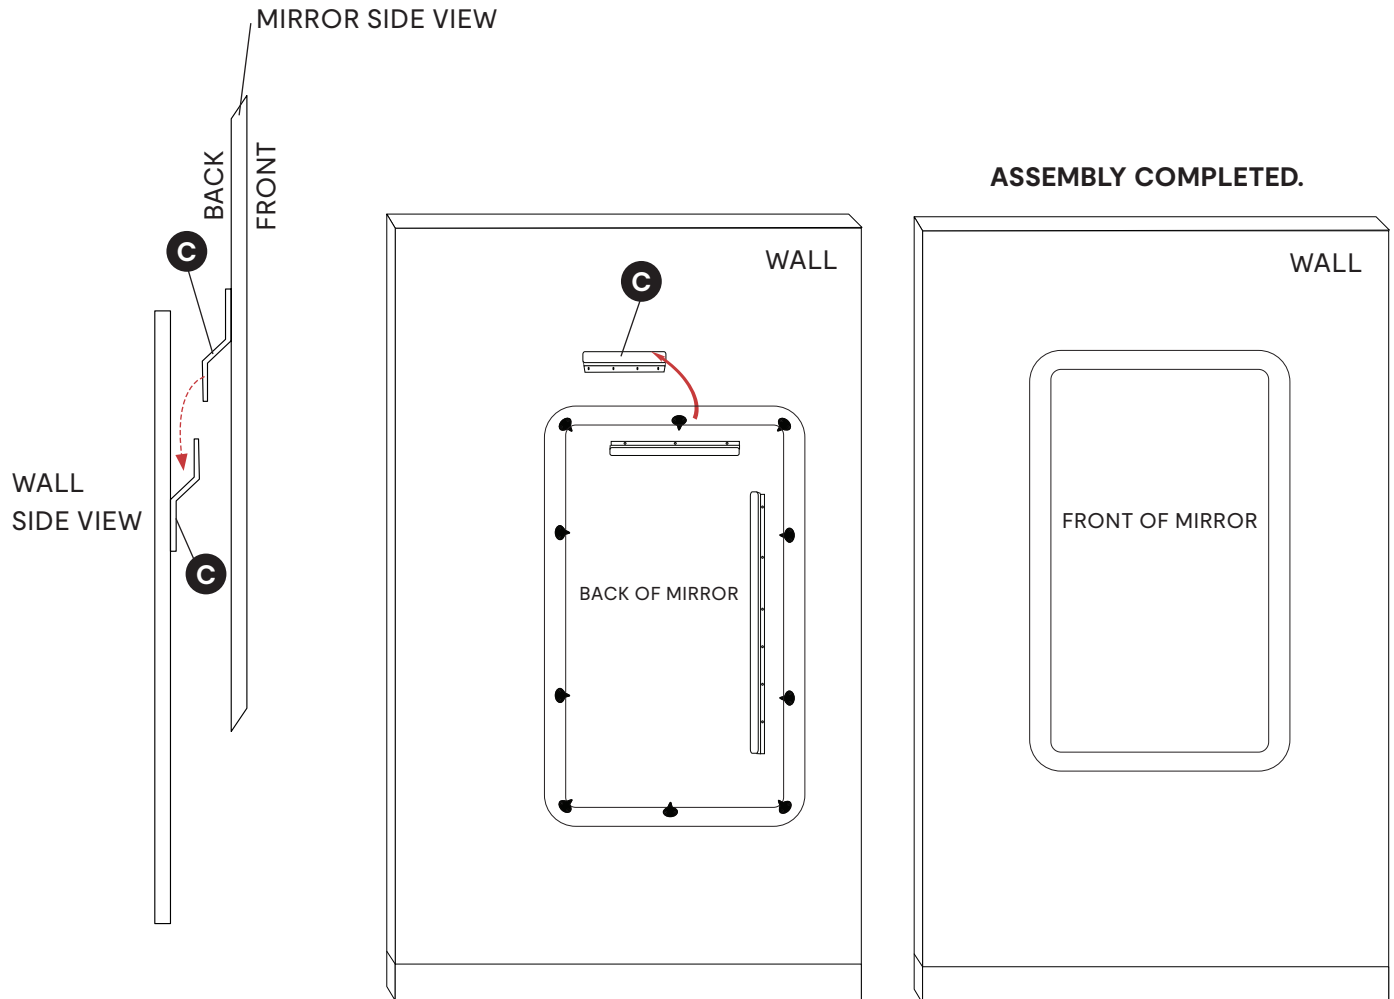 MIRROR SIDE VIEW
BACK
FRONT
C
WALL
SIDE VIEW
C
WALL
C
BACK OF MIRROR
ASSEMBLY COMPLETED.
WALL
FRONT OF MIRROR